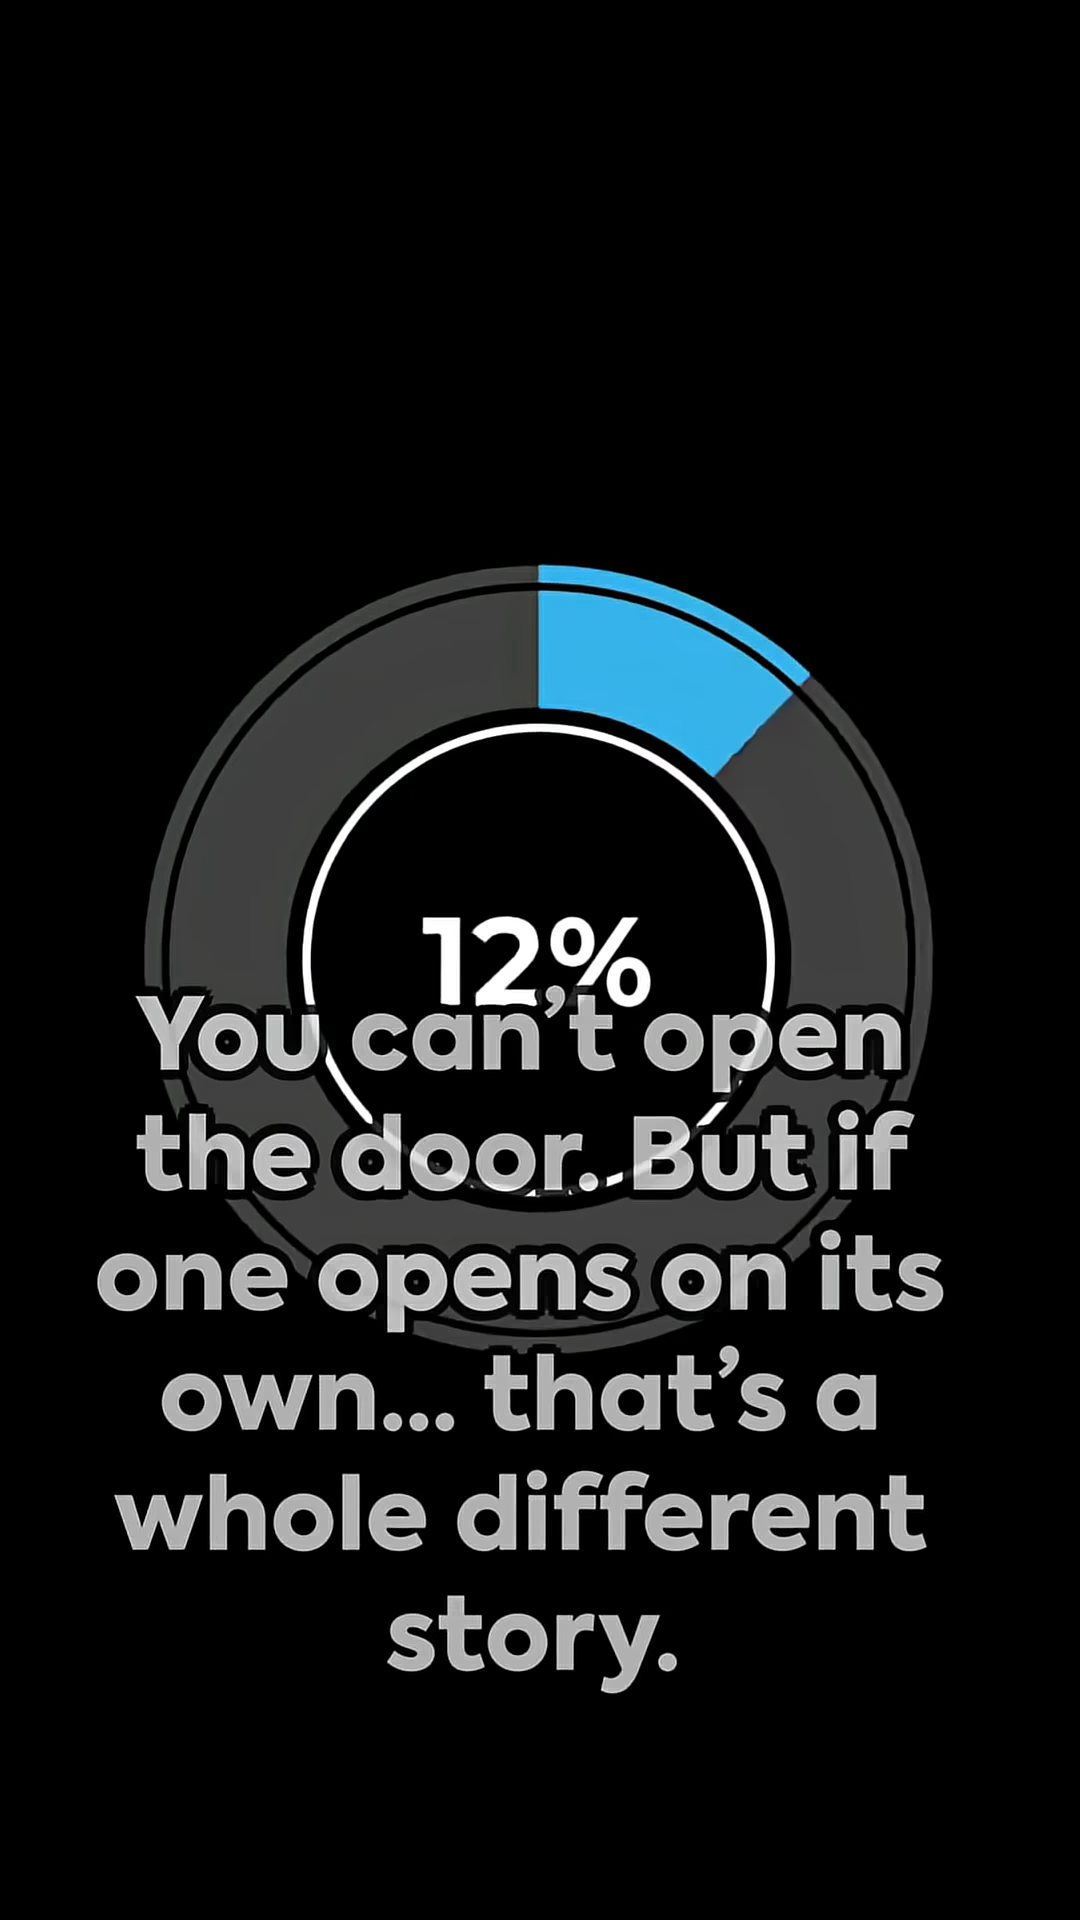 12%
You can’t open
the door. But if
one opens on its
own... that’s a
whole different
story.